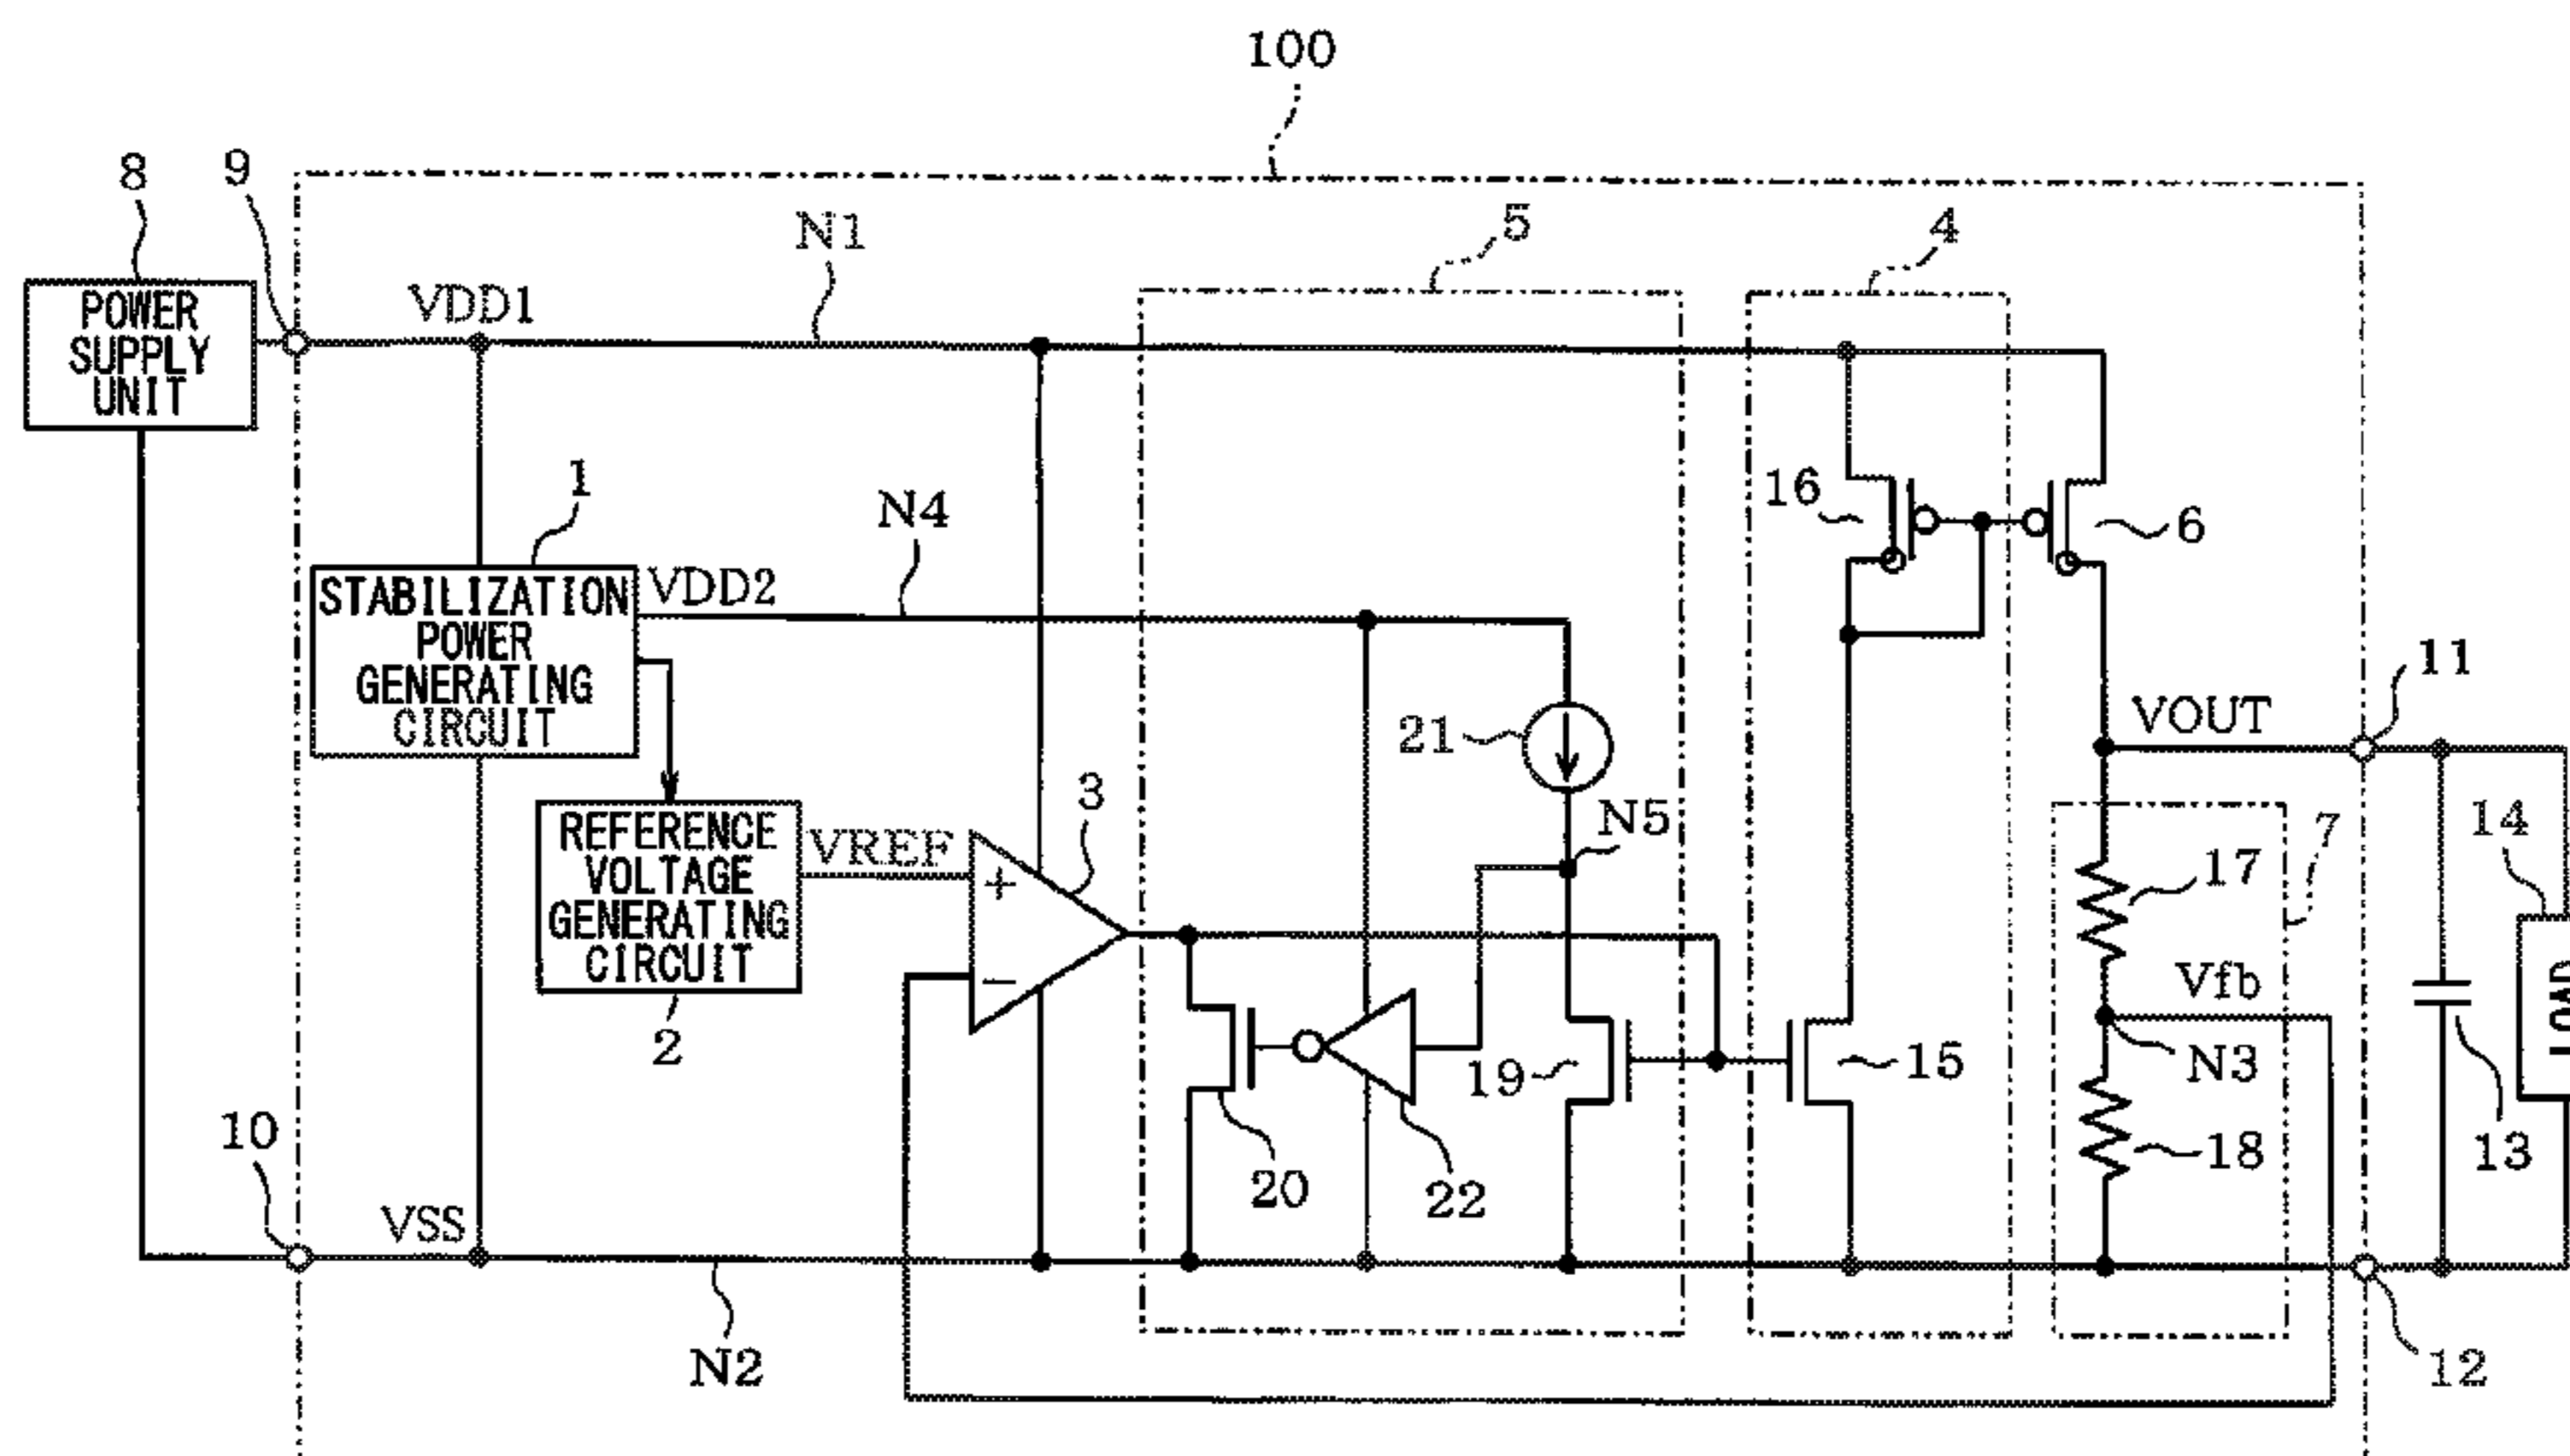 100
8
9
N1
5
4
POWER
SUPPLY
UNIT
VDD1
1
N4
16
6
STABILIZATION
POWER
GENERATING
CIRCUIT
VDD2
11
21
VOUT
3
N5
14
7
REFERENCE
VOLTAGE
GENERATING
CIRCUIT
VREF
+
−
17
Vfb
LOAD
2
19
15
N3
10
20
22
18
13
VSS
N2
12